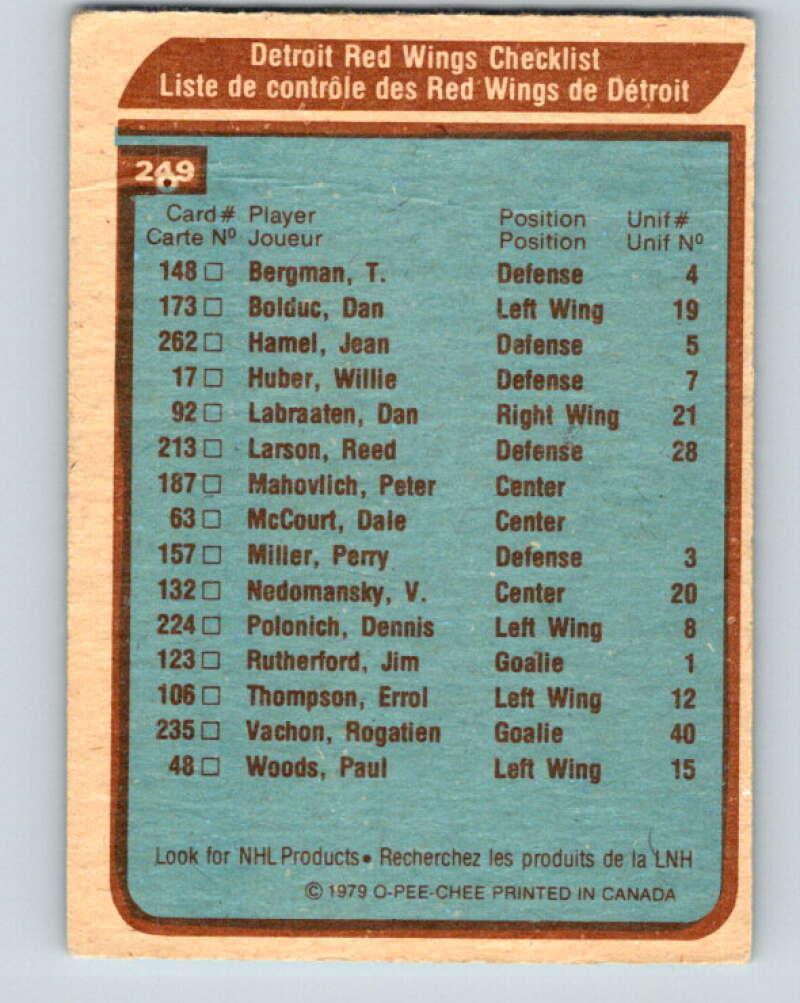 Detroit Red Wings Checklist
Liste de contrôle des Red Wings de Détroit
249
Card # Player Position Unif #
Carte Nº Joueur Position Unif Nº
148 □ Bergman, T. Defense 4
173 □ Bolduc, Dan Left Wing 19
262 □ Hamel, Jean Defense 5
17 □ Huber, Willie Defense 7
92 □ Labraaten, Dan Right Wing 21
213 □ Larson, Reed Defense 28
187 □ Mahovlich, Peter Center
63 □ McCourt, Dale Center
157 □ Miller, Perry Defense 3
132 □ Nedomansky, V. Center 20
224 □ Polonich, Dennis Left Wing 8
123 □ Rutherford, Jim Goalie 1
106 □ Thompson, Errol Left Wing 12
235 □ Vachon, Rogatien Goalie 40
48 □ Woods, Paul Left Wing 15
Look for NHL Products • Recherchez les produits de la LNH
© 1979 O-PEE-CHEE PRINTED IN CANADA